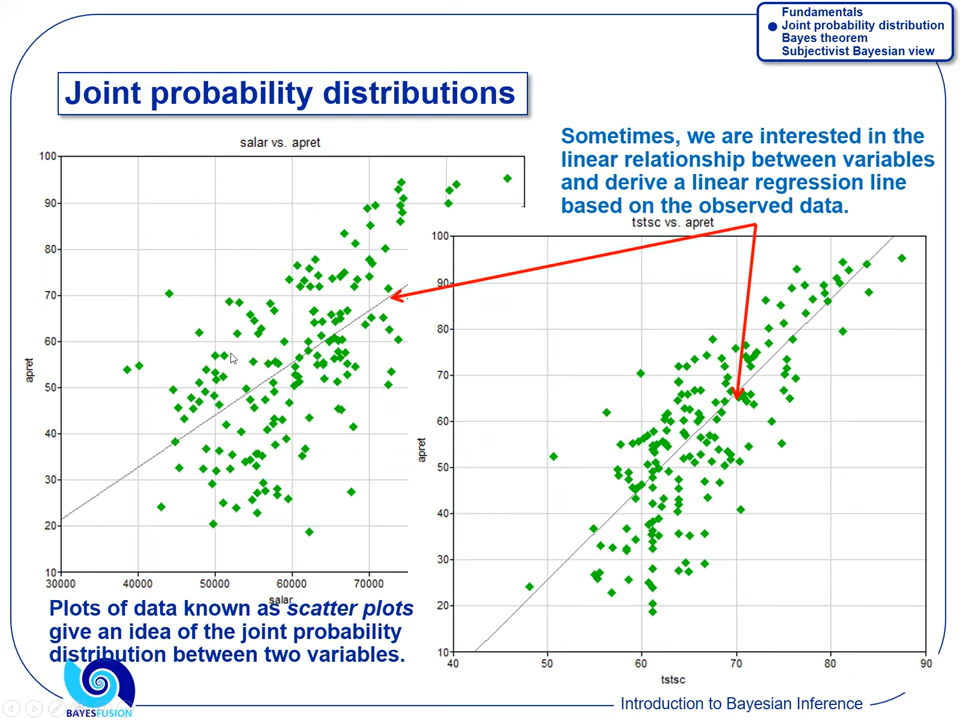 Fundamentals
Joint probability distribution
Bayes theorem
Subjectivist Bayesian view
Joint probability distributions
salar vs. apret
100
90
80
70
60
50
40
30
20
10
apret
30000 40000 50000 60000 70000
salar
Sometimes, we are interested in the
linear relationship between variables
and derive a linear regression line
based on the observed data.
tstsc vs. apret
100
90
80
70
60
50
40
30
20
10
apret
40 50 60 70 80 90
tstsc
Plots of data known as scatter plots
give an idea of the joint probability
distribution between two variables.
BAYESFUSION
Introduction to Bayesian Inference